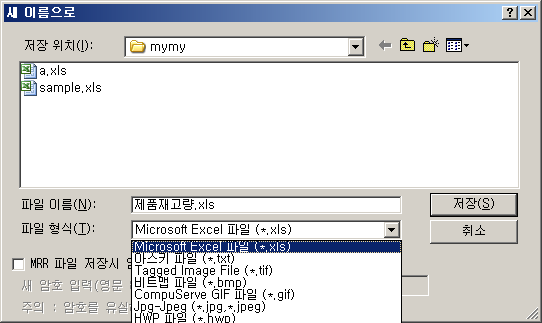 새 이름으로
저장 위치(I):
mymy
a.xls
sample.xls
파일 이름(N):
제품재고량.xls
저장(S)
파일 형식(T):
Microsoft Excel 파일 (*.xls)
취소
Microsoft Excel 파일 (*.xls)
아스키 파일 (*.txt)
Tagged Image File (*.tif)
비트맵 파일 (*.bmp)
CompuServe GIF 파일 (*.gif)
Jpg-Jpeg (*.jpg,*.jpeg)
HWP 파일 (*.hwp)
MRR 파일 저장시
새 암호 입력(영문
주의 : 암호를 유실